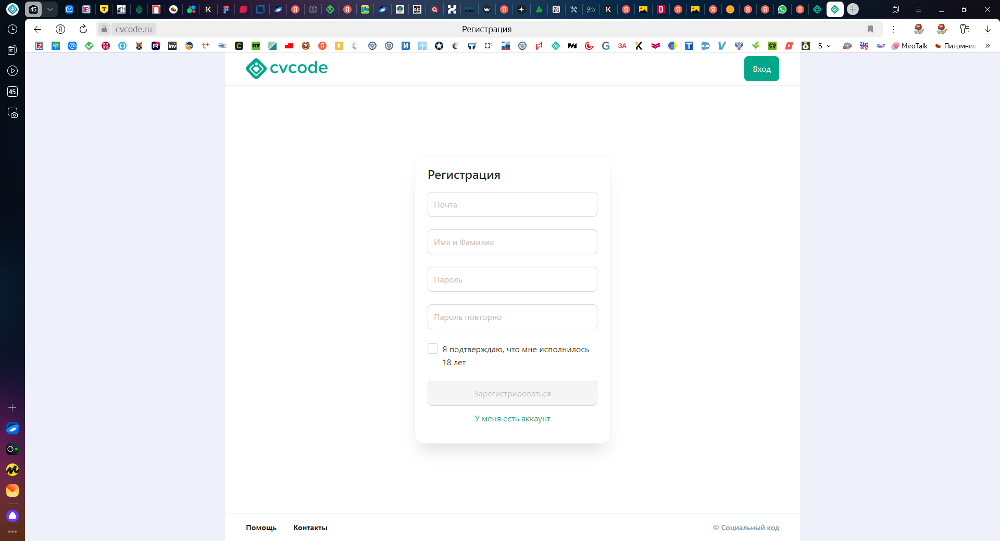 45
cvcode.ru
Регистрация
S
MiroTalk
Питомник
45
cvcode
Вход
Регистрация
Почта
Имя и Фамилия
Пароль
Пароль повторно
Я подтверждаю, что мне исполнилось
18 лет
Зарегистрироваться
У меня есть аккаунт
Помощь
Контакты
© Социальный код